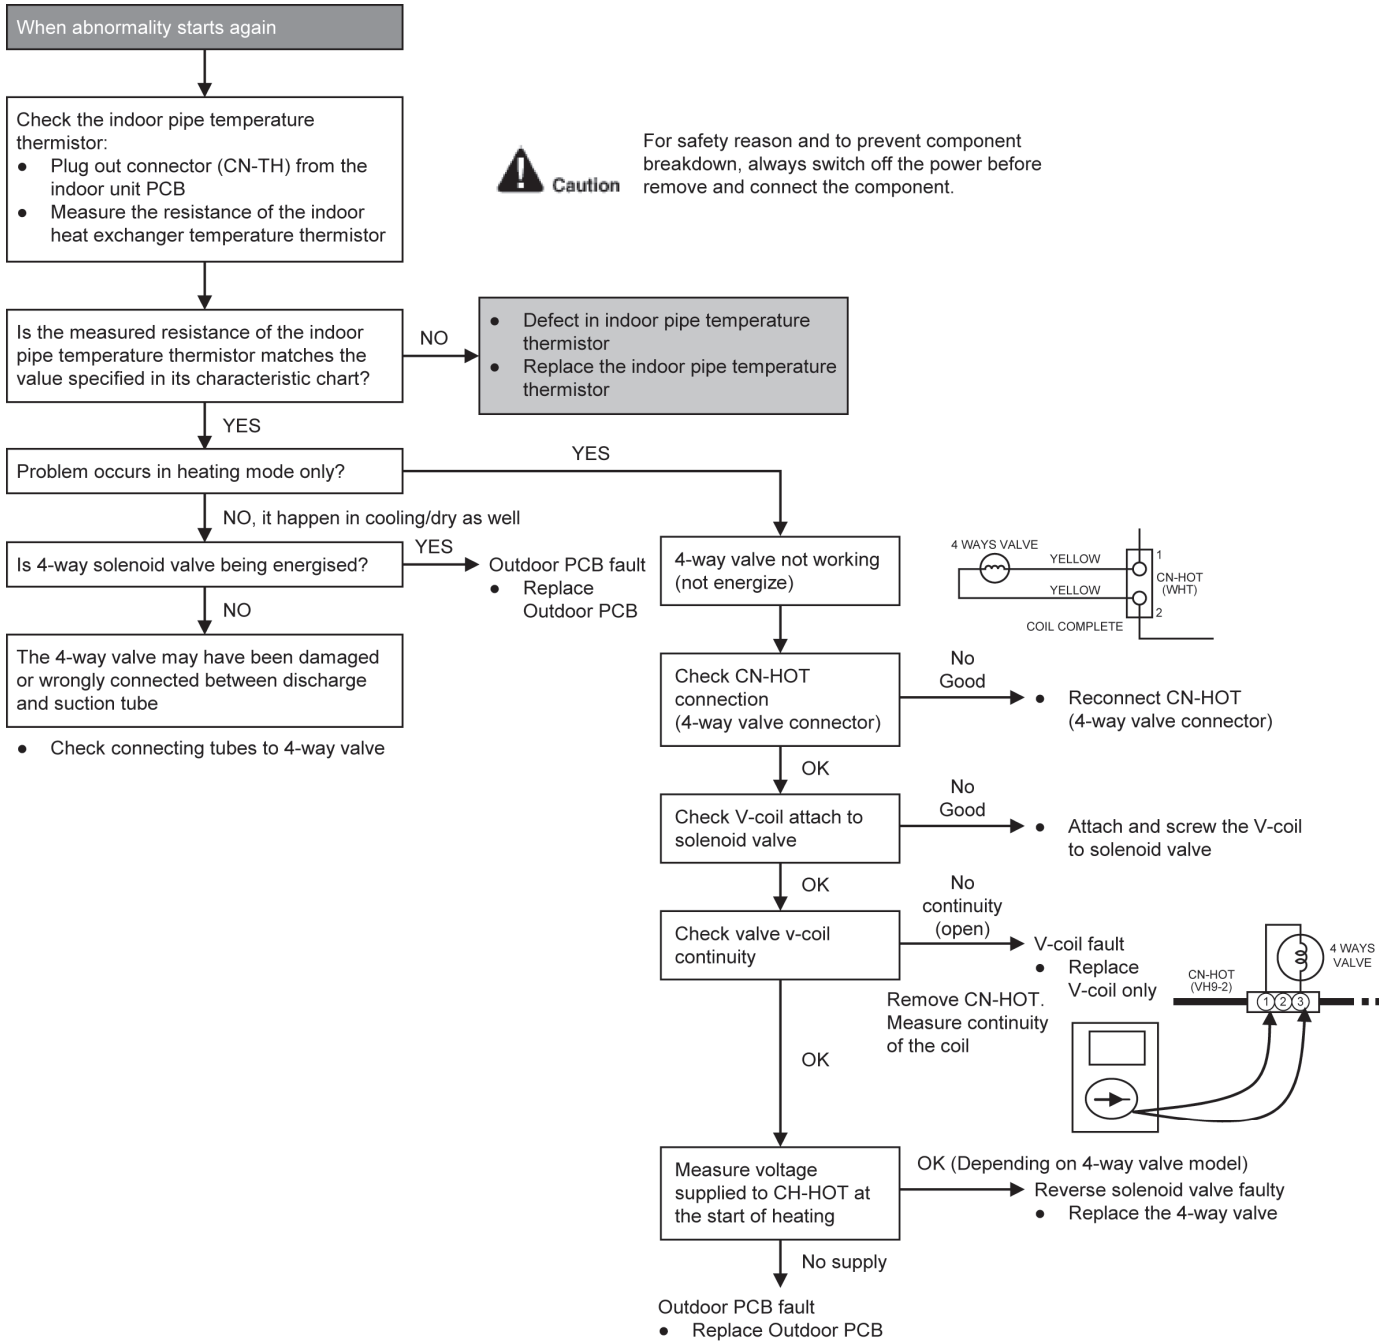 When abnormality starts again
Check the indoor pipe temperature
thermistor:
● Plug out connector (CN-TH) from the
indoor unit PCB
● Measure the resistance of the indoor
heat exchanger temperature thermistor
Caution
For safety reason and to prevent component
breakdown, always switch off the power before
remove and connect the component.
Is the measured resistance of the indoor
pipe temperature thermistor matches the
value specified in its characteristic chart?
NO
● Defect in indoor pipe temperature
thermistor
● Replace the indoor pipe temperature
thermistor
YES
Problem occurs in heating mode only?
YES
NO, it happen in cooling/dry as well
Is 4-way solenoid valve being energised?
YES
Outdoor PCB fault
● Replace
Outdoor PCB
NO
The 4-way valve may have been damaged
or wrongly connected between discharge
and suction tube
● Check connecting tubes to 4-way valve
4-way valve not working
(not energize)
4 WAYS VALVE
YELLOW
YELLOW
1
CN-HOT
(WHT)
2
COIL COMPLETE
Check CN-HOT
connection
(4-way valve connector)
No
Good
● Reconnect CN-HOT
(4-way valve connector)
OK
Check V-coil attach to
solenoid valve
No
Good
● Attach and screw the V-coil
to solenoid valve
OK
Check valve v-coil
continuity
No
continuity
(open)
V-coil fault
● Replace
V-coil only
Remove CN-HOT.
Measure continuity
of the coil
4 WAYS
VALVE
CN-HOT
(VH9-2)
1 2 3
OK
Measure voltage
supplied to CH-HOT at
the start of heating
OK (Depending on 4-way valve model)
Reverse solenoid valve faulty
● Replace the 4-way valve
No supply
Outdoor PCB fault
● Replace Outdoor PCB